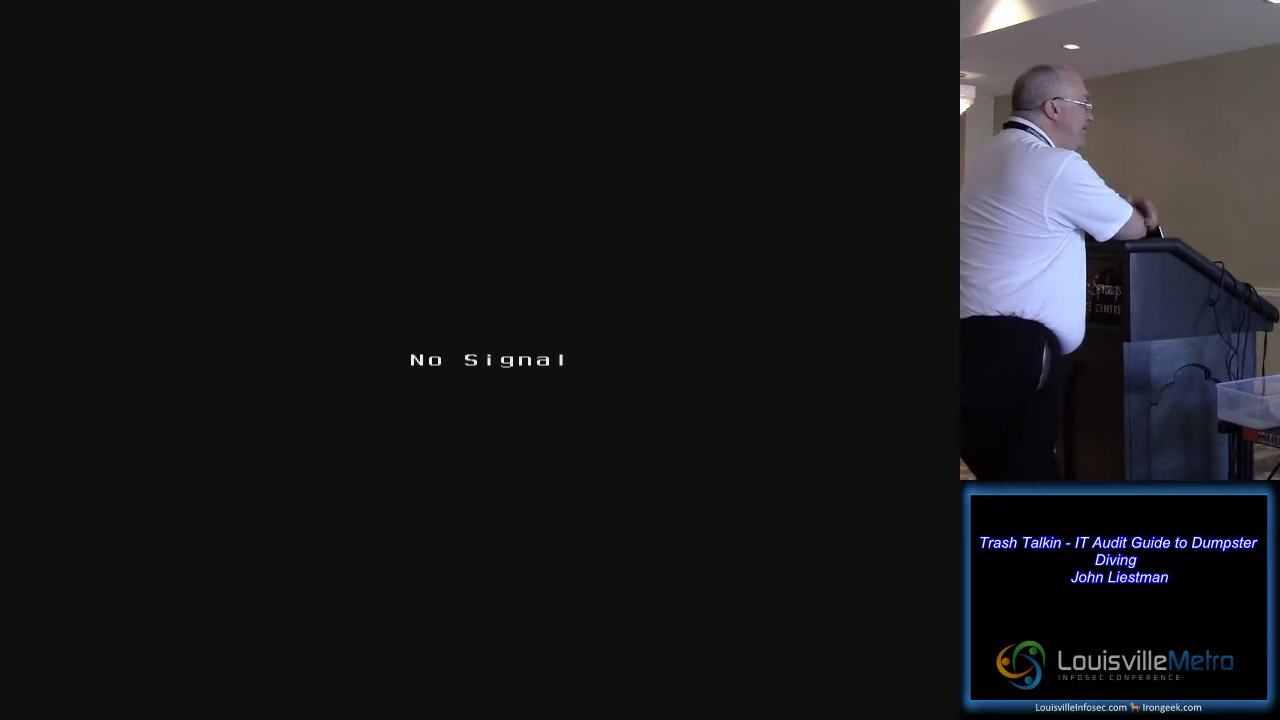 No Signal
CENTRE
Trash Talkin - IT Audit Guide to Dumpster
Diving
John Liestman
LouisvilleMetro
INFOSEC CONFERENCE
LouisvilleInfosec.com Irongeek.com